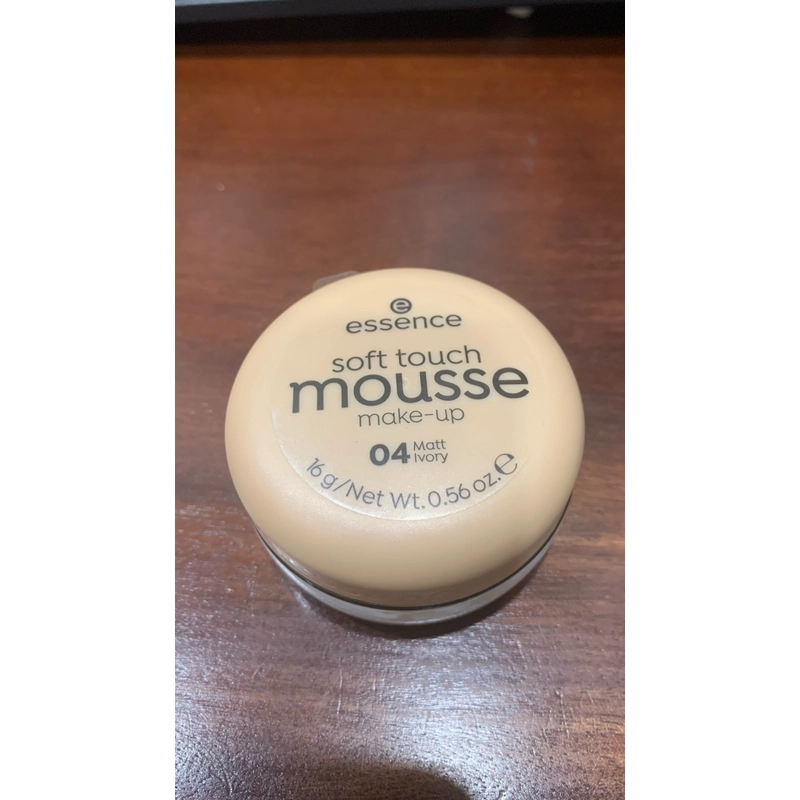 e
essence
soft touch
mousse
make-up
04 Matt Ivory
16 g/Net Wt. 0.56 oz. ℮